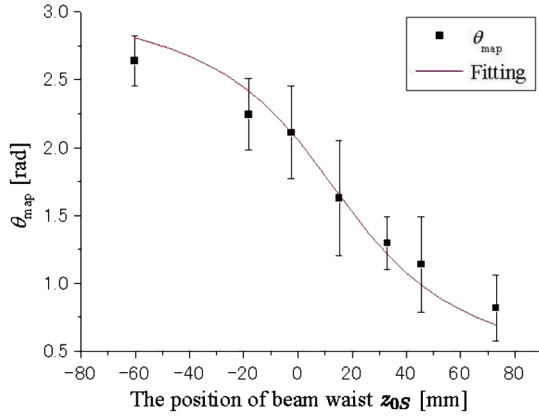 3.0
2.5
2.0
1.5
1.0
0.5
θmap [rad]
θmap
Fitting
−80 −60 −40 −20 0 20 40 60 80
The position of beam waist z0S [mm]